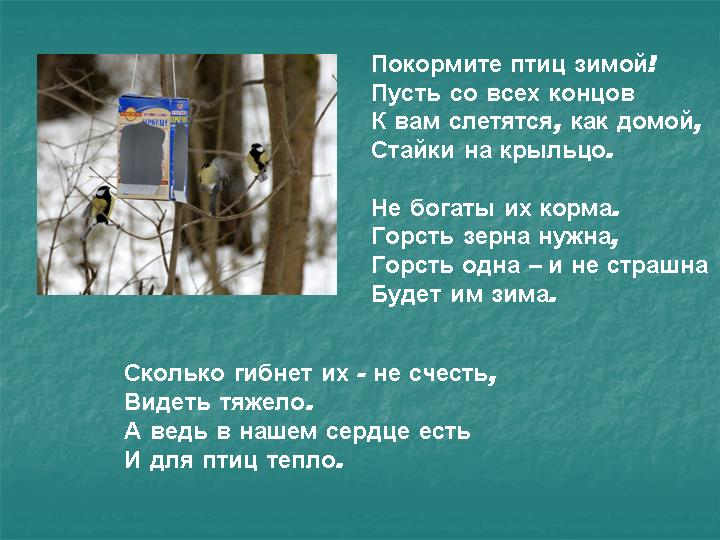 Покормите птиц зимой!
Пусть со всех концов
К вам слетятся, как домой,
Стайки на крыльцо.
Не богаты их корма.
Горсть зерна нужна,
Горсть одна – и не страшна
Будет им зима.
Сколько гибнет их - не счесть,
Видеть тяжело.
А ведь в нашем сердце есть
И для птиц тепло.